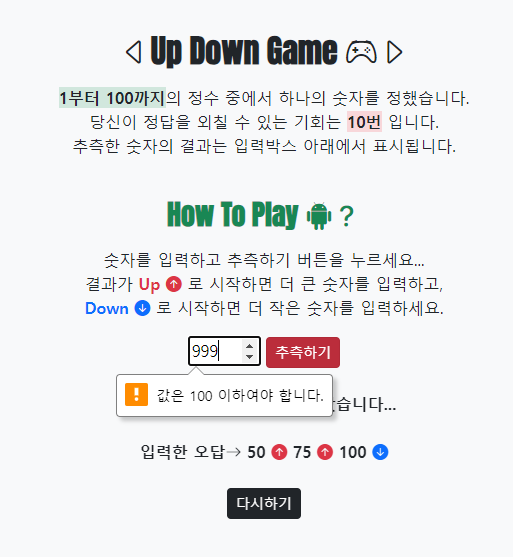 Up Down Game
1부터 100까지의 정수 중에서 하나의 숫자를 정했습니다.
당신이 정답을 외칠 수 있는 기회는 10번 입니다.
추측한 숫자의 결과는 입력박스 아래에서 표시됩니다.
How To Play ?
숫자를 입력하고 추측하기 버튼을 누르세요...
결과가 Up 로 시작하면 더 큰 숫자를 입력하고,
Down 로 시작하면 더 작은 숫자를 입력하세요.
999 추측하기
값은 100 이하여야 합니다.
습니다...
입력한 오답→ 50 75 100
다시하기